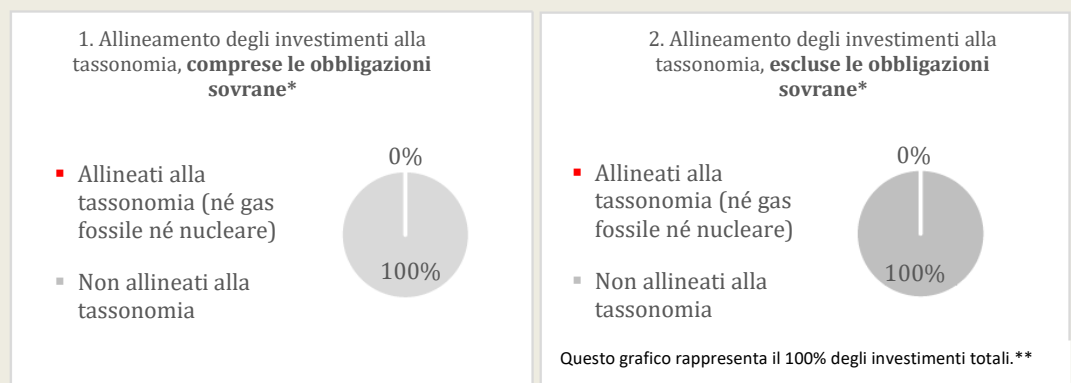 1. Allineamento degli investimenti alla
tassonomia, comprese le obbligazioni
sovrane*
Allineati alla
tassonomia (né gas
fossile né nucleare)
Non allineati alla
tassonomia
0%
100%
2. Allineamento degli investimenti alla
tassonomia, escluse le obbligazioni
sovrane*
Allineati alla
tassonomia (né gas
fossile né nucleare)
Non allineati alla
tassonomia
0%
100%
Questo grafico rappresenta il 100% degli investimenti totali.**